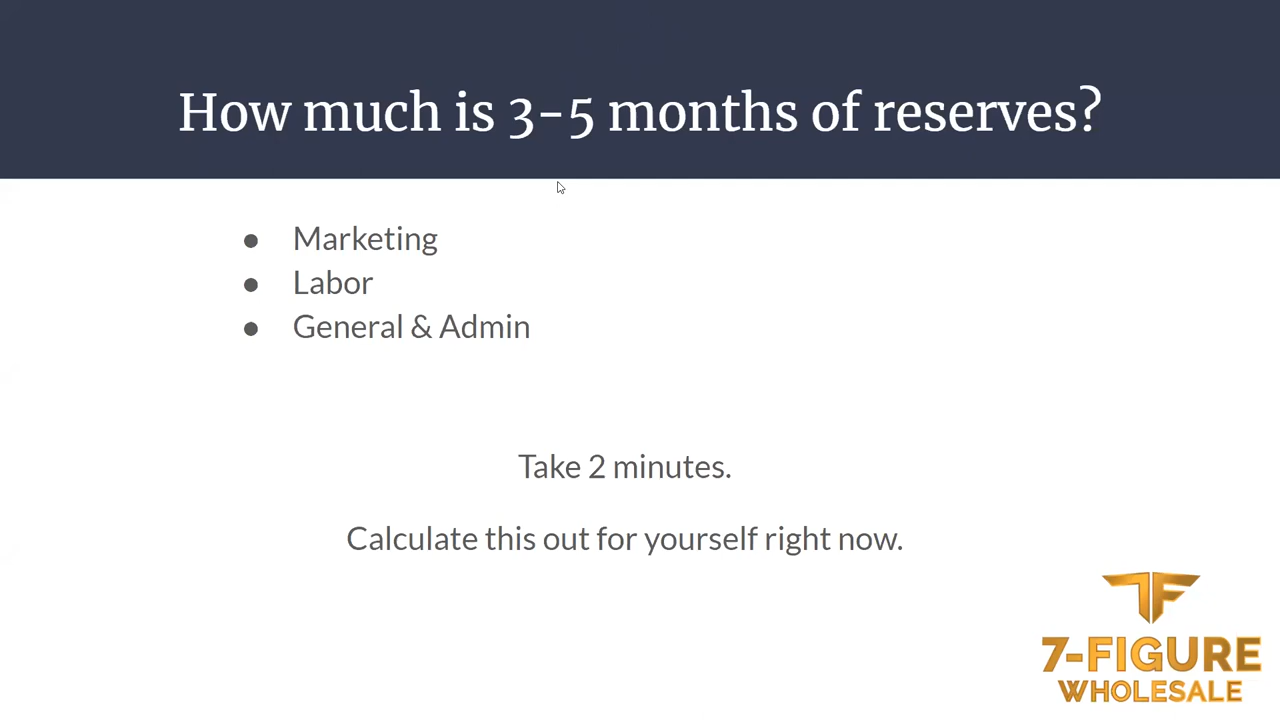 How much is 3-5 months of reserves?
● Marketing
● Labor
● General & Admin
Take 2 minutes.
Calculate this out for yourself right now.
7F
7-FIGURE
WHOLESALE